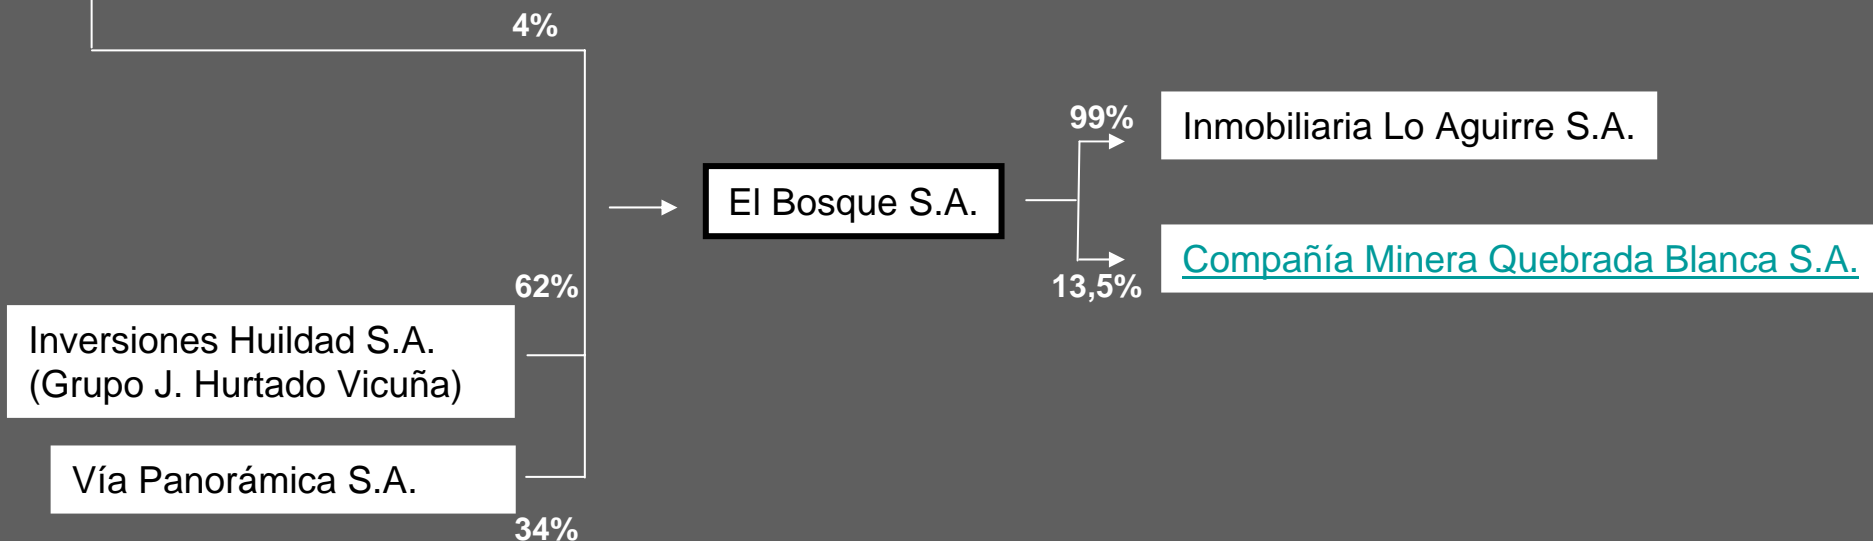 4%
99%
Inmobiliaria Lo Aguirre S.A.
El Bosque S.A.
Compañía Minera Quebrada Blanca S.A.
13,5%
62%
Inversiones Huildad S.A.
(Grupo J. Hurtado Vicuña)
Vía Panorámica S.A.
34%